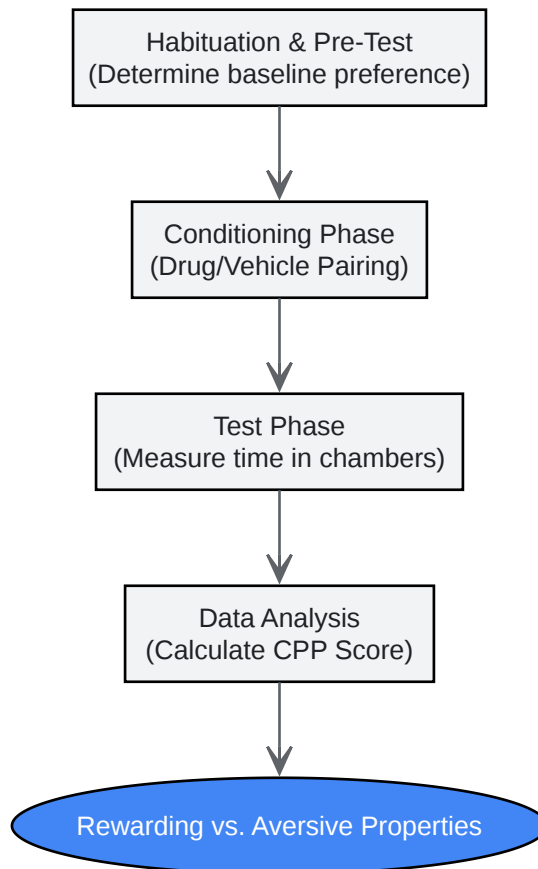 Habituation & Pre-Test
(Determine baseline preference)
Conditioning Phase
(Drug/Vehicle Pairing)
Test Phase
(Measure time in chambers)
Data Analysis
(Calculate CPP Score)
Rewarding vs. Aversive Properties